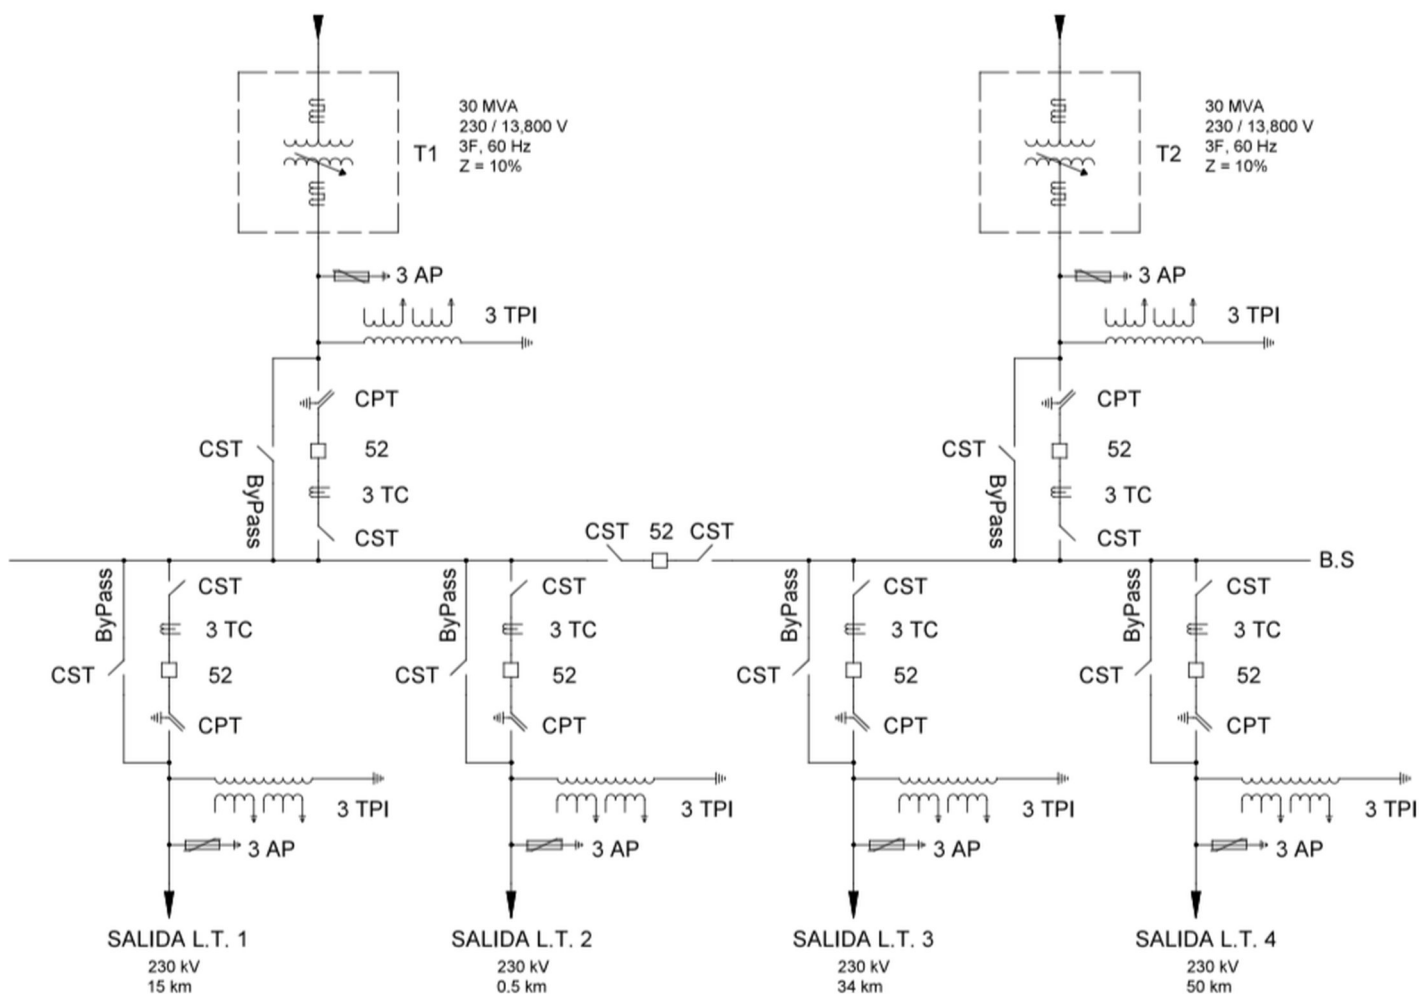 30 MVA
230 / 13,800 V
3F, 60 Hz
Z = 10%
T1
30 MVA
230 / 13,800 V
3F, 60 Hz
Z = 10%
T2
3 AP
3 AP
3 TPI
3 TPI
CPT
CPT
CST
52
CST
52
ByPass
3 TC
ByPass
3 TC
CST
CST
CST 52 CST
B.S
ByPass
CST
ByPass
CST
ByPass
CST
ByPass
CST
3 TC
3 TC
3 TC
3 TC
CST
52
CST
52
CST
52
CST
52
CPT
CPT
CPT
CPT
3 TPI
3 TPI
3 TPI
3 TPI
3 AP
3 AP
3 AP
3 AP
SALIDA L.T. 1
230 kV
15 km
SALIDA L.T. 2
230 kV
0.5 km
SALIDA L.T. 3
230 kV
34 km
SALIDA L.T. 4
230 kV
50 km